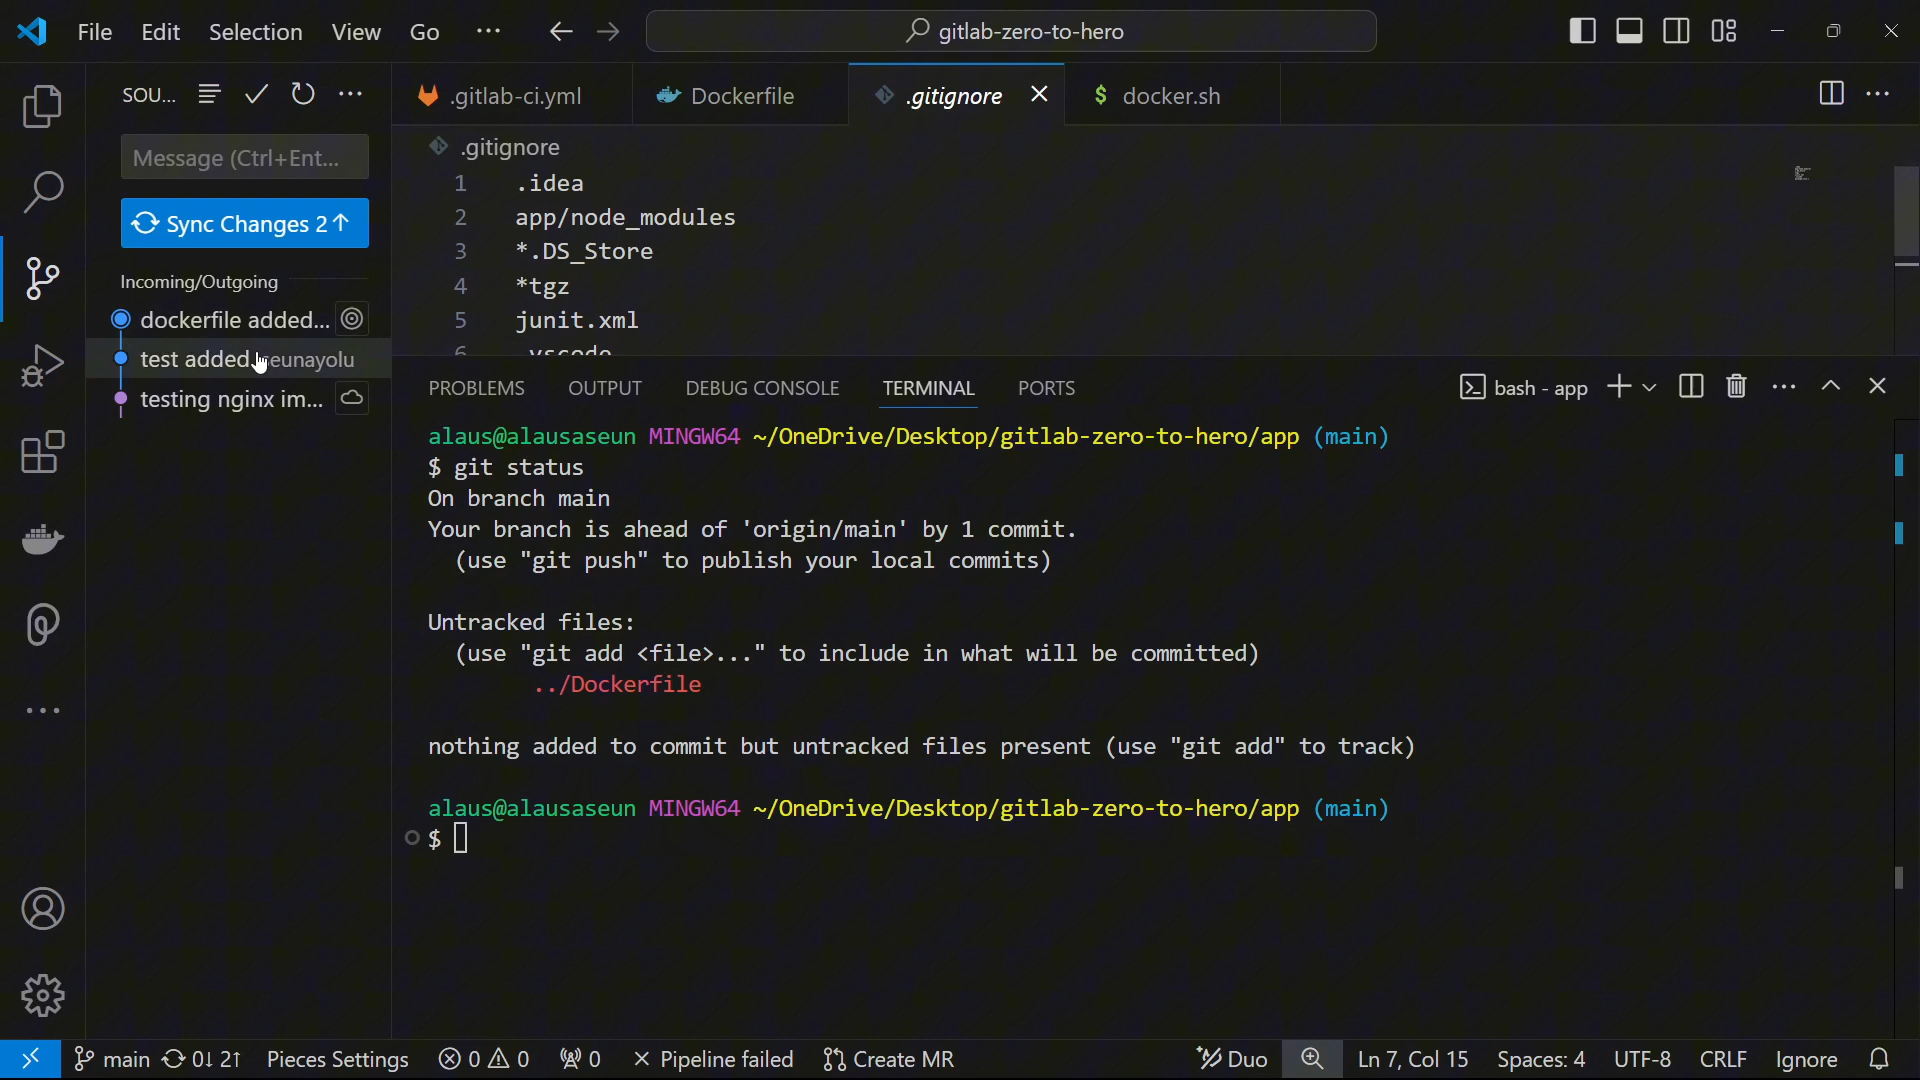 File Edit Selection View Go ... gitlab-zero-to-hero
SOU... ...
.gitlab-ci.yml Dockerfile .gitignore docker.sh ...
Message (Ctrl+Ent...
Sync Changes 2↑
Incoming/Outgoing
dockerfile added...
test added.
testing nginx im...
.gitignore
1 .idea
2 app/node_modules
3 *.DS_Store
4 *tgz
5 junit.xml
6 .vscode
PROBLEMS OUTPUT DEBUG CONSOLE TERMINAL PORTS bash - app ...
alaus@alausaseun MINGW64 ~/OneDrive/Desktop/gitlab-zero-to-hero/app (main)
$ git status
On branch main
Your branch is ahead of 'origin/main' by 1 commit.
(use "git push" to publish your local commits)
Untracked files:
(use "git add <file>..." to include in what will be committed)
../Dockerfile
nothing added to commit but untracked files present (use "git add" to track)
alaus@alausaseun MINGW64 ~/OneDrive/Desktop/gitlab-zero-to-hero/app (main)
$
main 0↓ 2↑ Pieces Settings 0 0 0 Pipeline failed Create MR Duo Ln 7, Col 15 Spaces: 4 UTF-8 CRLF Ignore